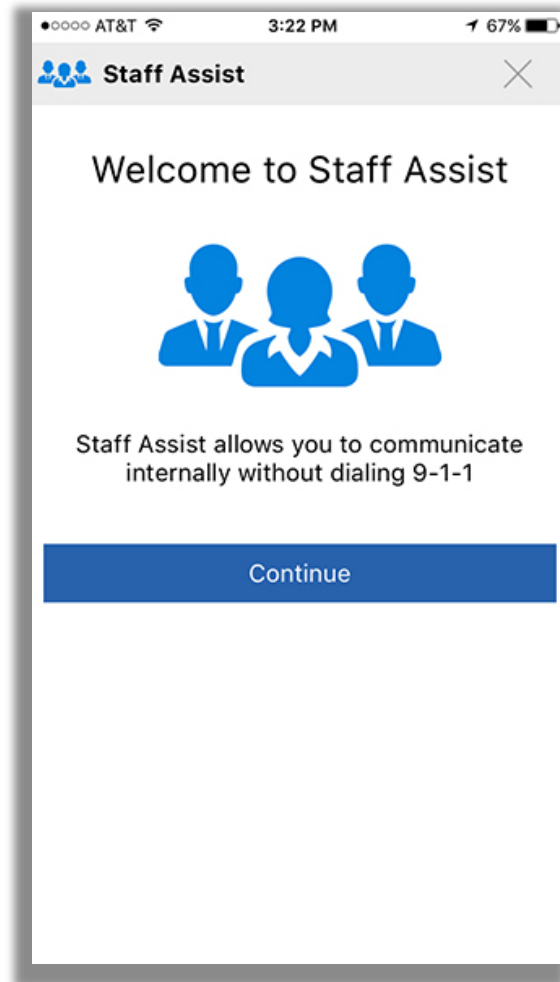 AT&T 3:22 PM 67%
Staff Assist
Welcome to Staff Assist
Staff Assist allows you to communicate
internally without dialing 9-1-1
Continue